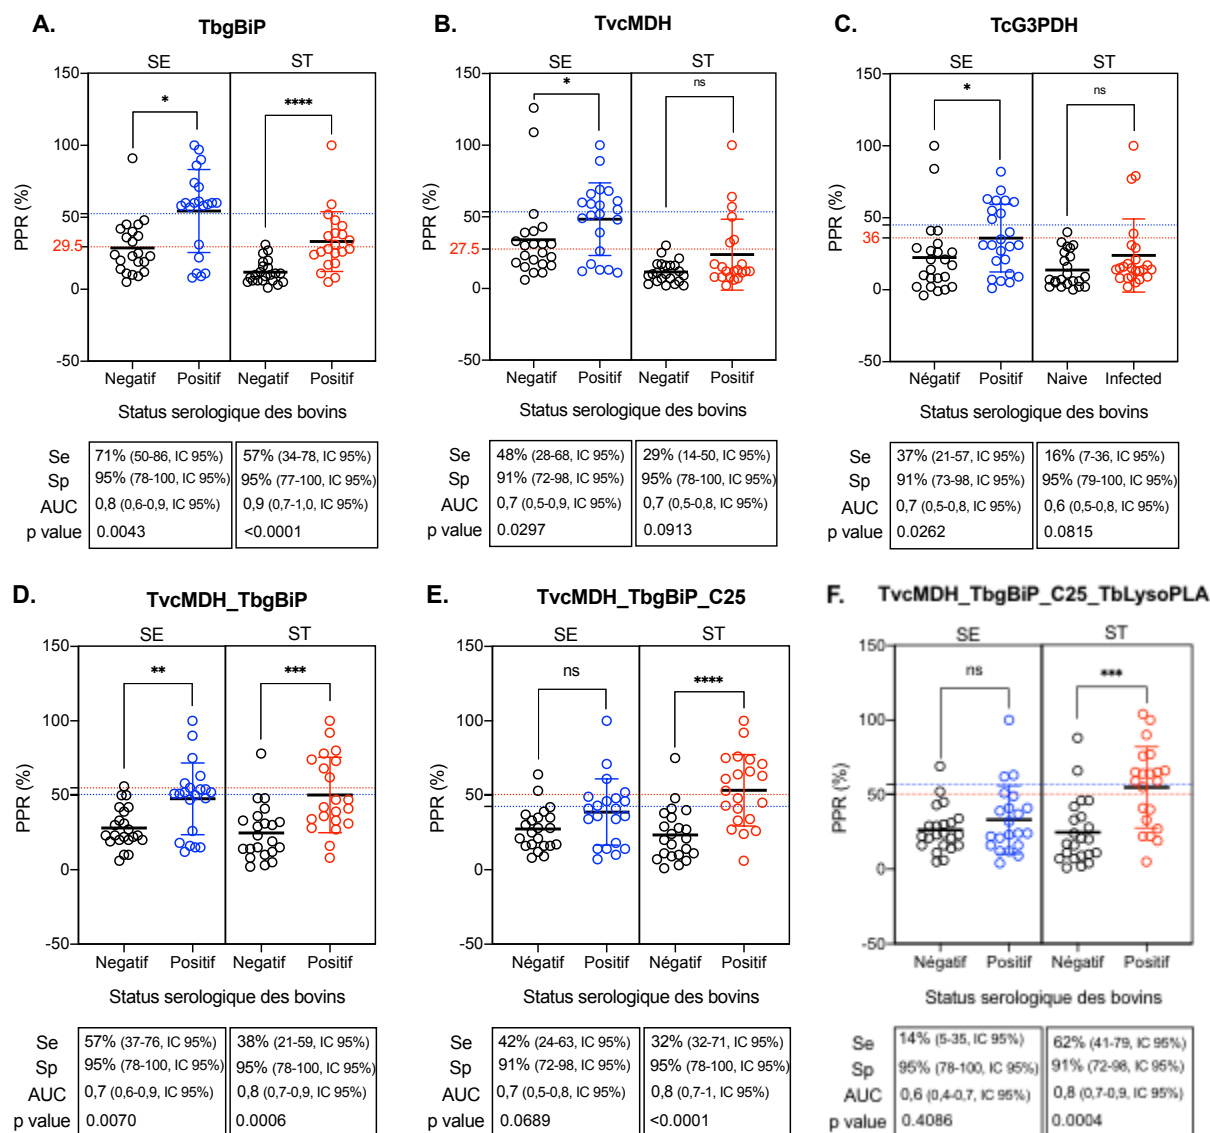 A.
TbgBiP
SE
ST
150
100
50
29.5
0
-50
PPR (%)
*
****
Negatif
Positif
Negatif
Positif
Status serologique des bovins
Se
71% (50-86, IC 95%)
57% (34-78, IC 95%)
Sp
95% (78-100, IC 95%)
95% (77-100, IC 95%)
AUC
0,8 (0,6-0,9, IC 95%)
0,9 (0,7-1,0, IC 95%)
p value
0.0043
<0.0001
B.
TvcMDH
SE
ST
150
100
50
27.5
0
-50
PPR (%)
*
ns
Negatif
Positif
Negatif
Positif
Status serologique des bovins
Se
48% (28-68, IC 95%)
29% (14-50, IC 95%)
Sp
91% (72-98, IC 95%)
95% (78-100, IC 95%)
AUC
0,7 (0,5-0,9, IC 95%)
0,7 (0,5-0,8, IC 95%)
p value
0.0297
0.0913
C.
TcG3PDH
SE
ST
150
100
50
36
0
-50
PPR (%)
*
ns
Négatif
Positif
Naive
Infected
Status serologique des bovins
Se
37% (21-57, IC 95%)
16% (7-36, IC 95%)
Sp
91% (73-98, IC 95%)
95% (79-100, IC 95%)
AUC
0,7 (0,5-0,8, IC 95%)
0,6 (0,5-0,8, IC 95%)
p value
0.0262
0.0815
D.
TvcMDH_TbgBiP
SE
ST
150
100
50
0
-50
PPR (%)
**
***
Negatif
Positif
Negatif
Positif
Status serologique des bovins
Se
57% (37-76, IC 95%)
38% (21-59, IC 95%)
Sp
95% (78-100, IC 95%)
95% (78-100, IC 95%)
AUC
0,7 (0,6-0,9, IC 95%)
0,8 (0,7-0,9, IC 95%)
p value
0.0070
0.0006
E.
TvcMDH_TbgBiP_C25
SE
ST
150
100
50
0
-50
PPR (%)
ns
****
Négatif
Positif
Négatif
Positif
Status serologique des bovins
Se
42% (24-63, IC 95%)
32% (32-71, IC 95%)
Sp
91% (72-98, IC 95%)
95% (78-100, IC 95%)
AUC
0,7 (0,5-0,8, IC 95%)
0,8 (0,7-1, IC 95%)
p value
0.0689
<0.0001
F.
TvcMDH_TbgBiP_C25_TbLysoPLA
SE
ST
150
100
50
0
-50
PPR (%)
ns
***
Négatif
Positif
Négatif
Positif
Status serologique des bovins
Se
14% (5-35, IC 95%)
62% (41-79, IC 95%)
Sp
95% (78-100, IC 95%)
91% (72-98, IC 95%)
AUC
0,6 (0,4-0,7, IC 95%)
0,8 (0,7-0,9, IC 95%)
p value
0.4086
0.0004